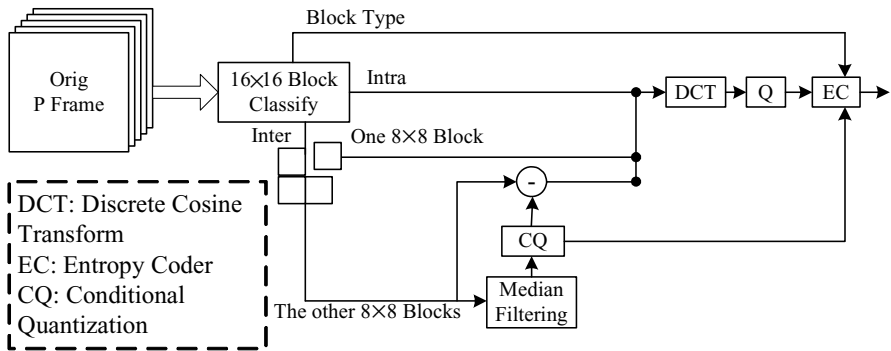 Block Type
Orig
P Frame
16×16 Block
Classify
Intra
DCT
Q
EC
Inter
One 8×8 Block
-
CQ
Median
Filtering
The other 8×8 Blocks
DCT: Discrete Cosine
Transform
EC: Entropy Coder
CQ: Conditional
Quantization